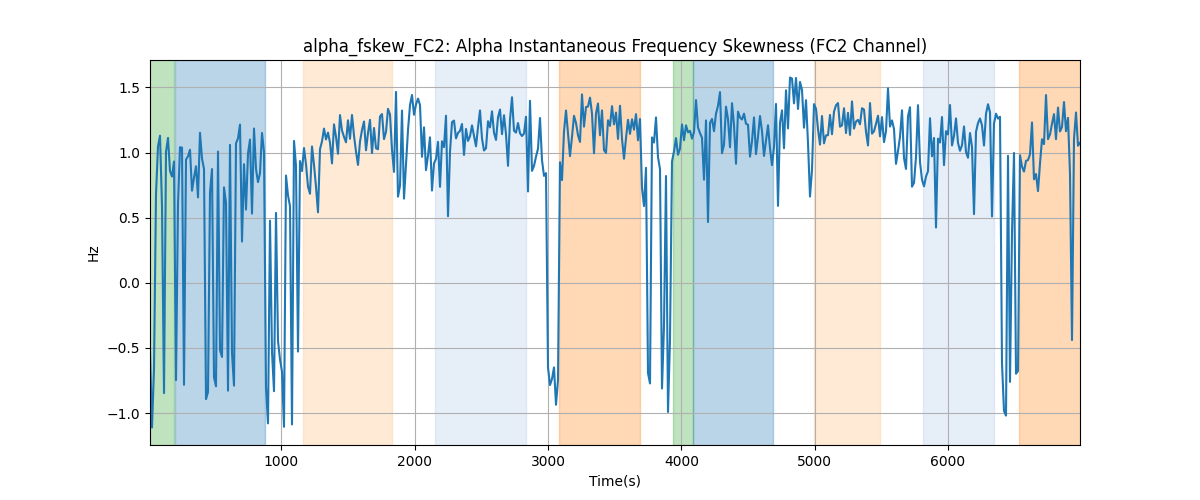 alpha_fskew_FC2: Alpha Instantaneous Frequency Skewness (FC2 Channel)
1.5
1.0
0.5
0.0
−0.5
−1.0
Hz
1000 2000 3000 4000 5000 6000
Time(s)